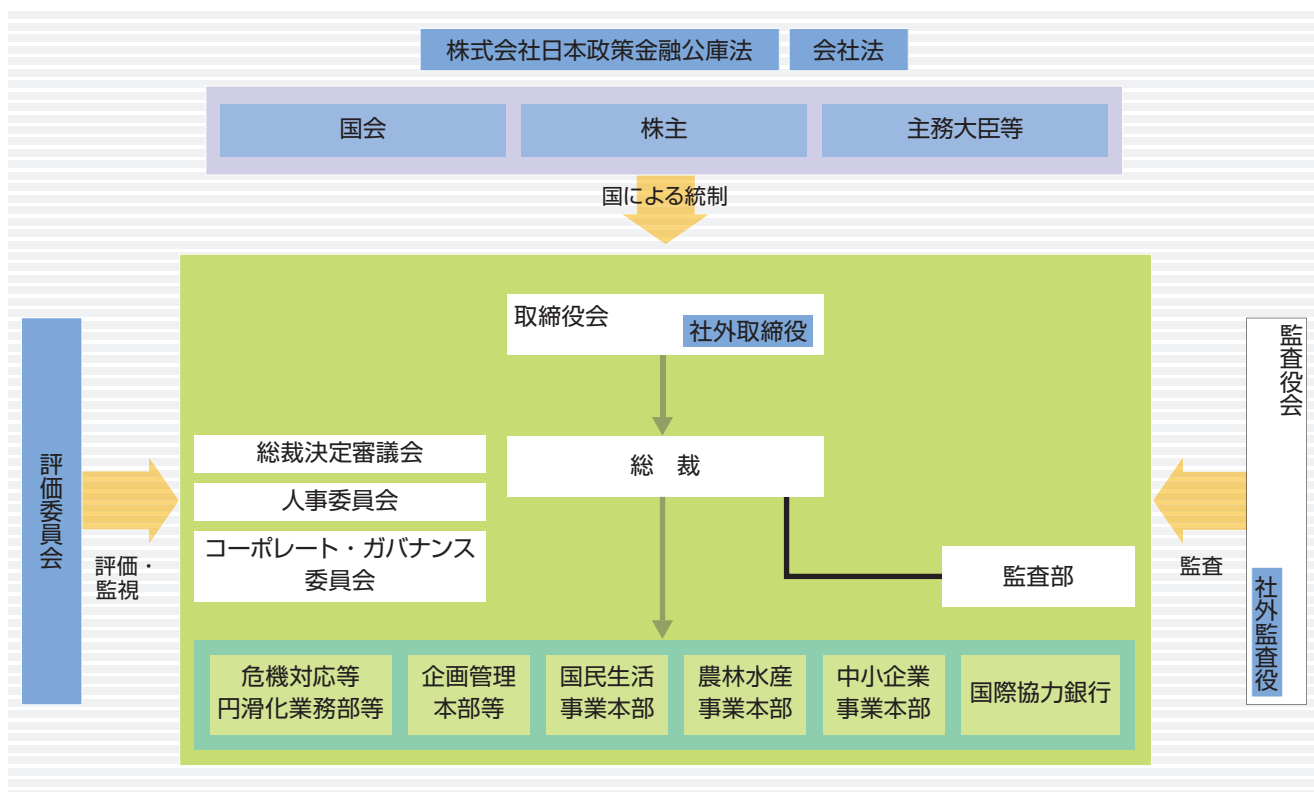 株式会社日本政策金融公庫法
会社法
国会
株主
主務大臣等
国による統制
取締役会
社外取締役
総裁決定審議会
人事委員会
コーポレート・ガバナンス
委員会
総　裁
監査部
評価委員会
評価・
監視
監査
監査役会
社外監査役
危機対応等
円滑化業務部等
企画管理
本部等
国民生活
事業本部
農林水産
事業本部
中小企業
事業本部
国際協力銀行